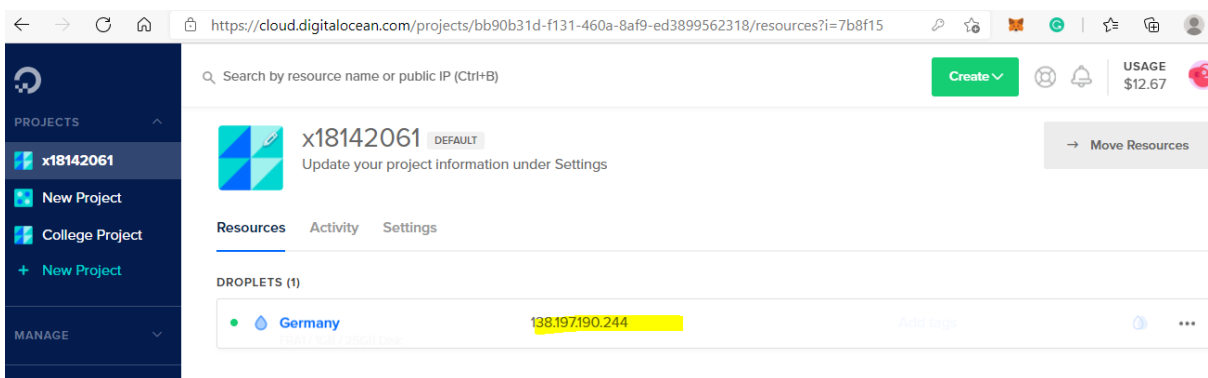 https://cloud.digitalocean.com/projects/bb90b31d-f131-460a-8af9-ed3899562318/resources?i=7b8f15
Search by resource name or public IP (Ctrl+B)
Create
USAGE
$12.67
PROJECTS
x18142061
New Project
College Project
+ New Project
MANAGE
x18142061 DEFAULT
Update your project information under Settings
→ Move Resources
Resources Activity Settings
DROPLETS (1)
Germany 138.197.190.244 Add tags